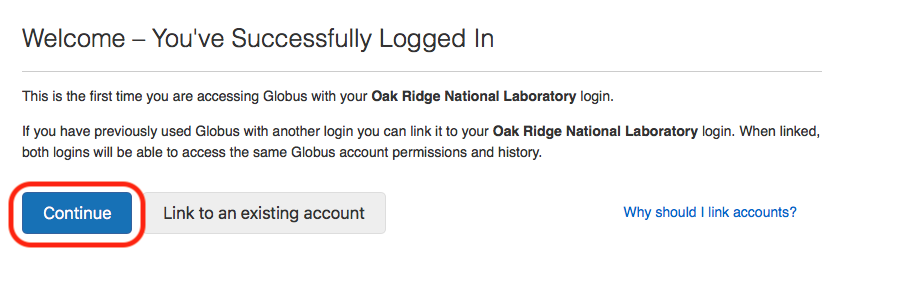 Welcome – You've Successfully Logged In
This is the first time you are accessing Globus with your Oak Ridge National Laboratory login.
If you have previously used Globus with another login you can link it to your Oak Ridge National Laboratory login. When linked,
both logins will be able to access the same Globus account permissions and history.
Continue
Link to an existing account
Why should I link accounts?